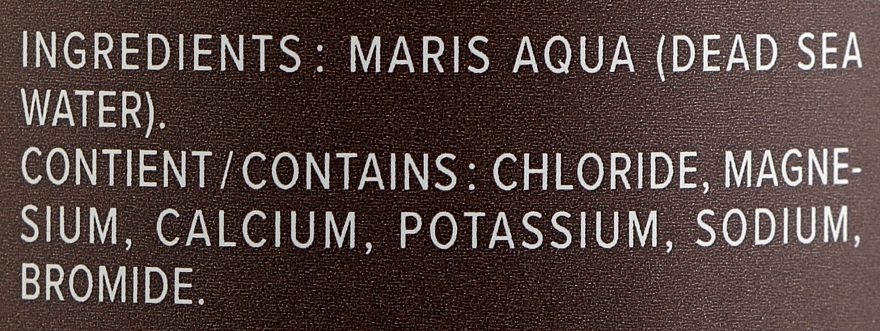 INGREDIENTS : MARIS AQUA (DEAD SEA
WATER).
CONTIENT / CONTAINS : CHLORIDE, MAGNE-
SIUM, CALCIUM, POTASSIUM, SODIUM,
BROMIDE.